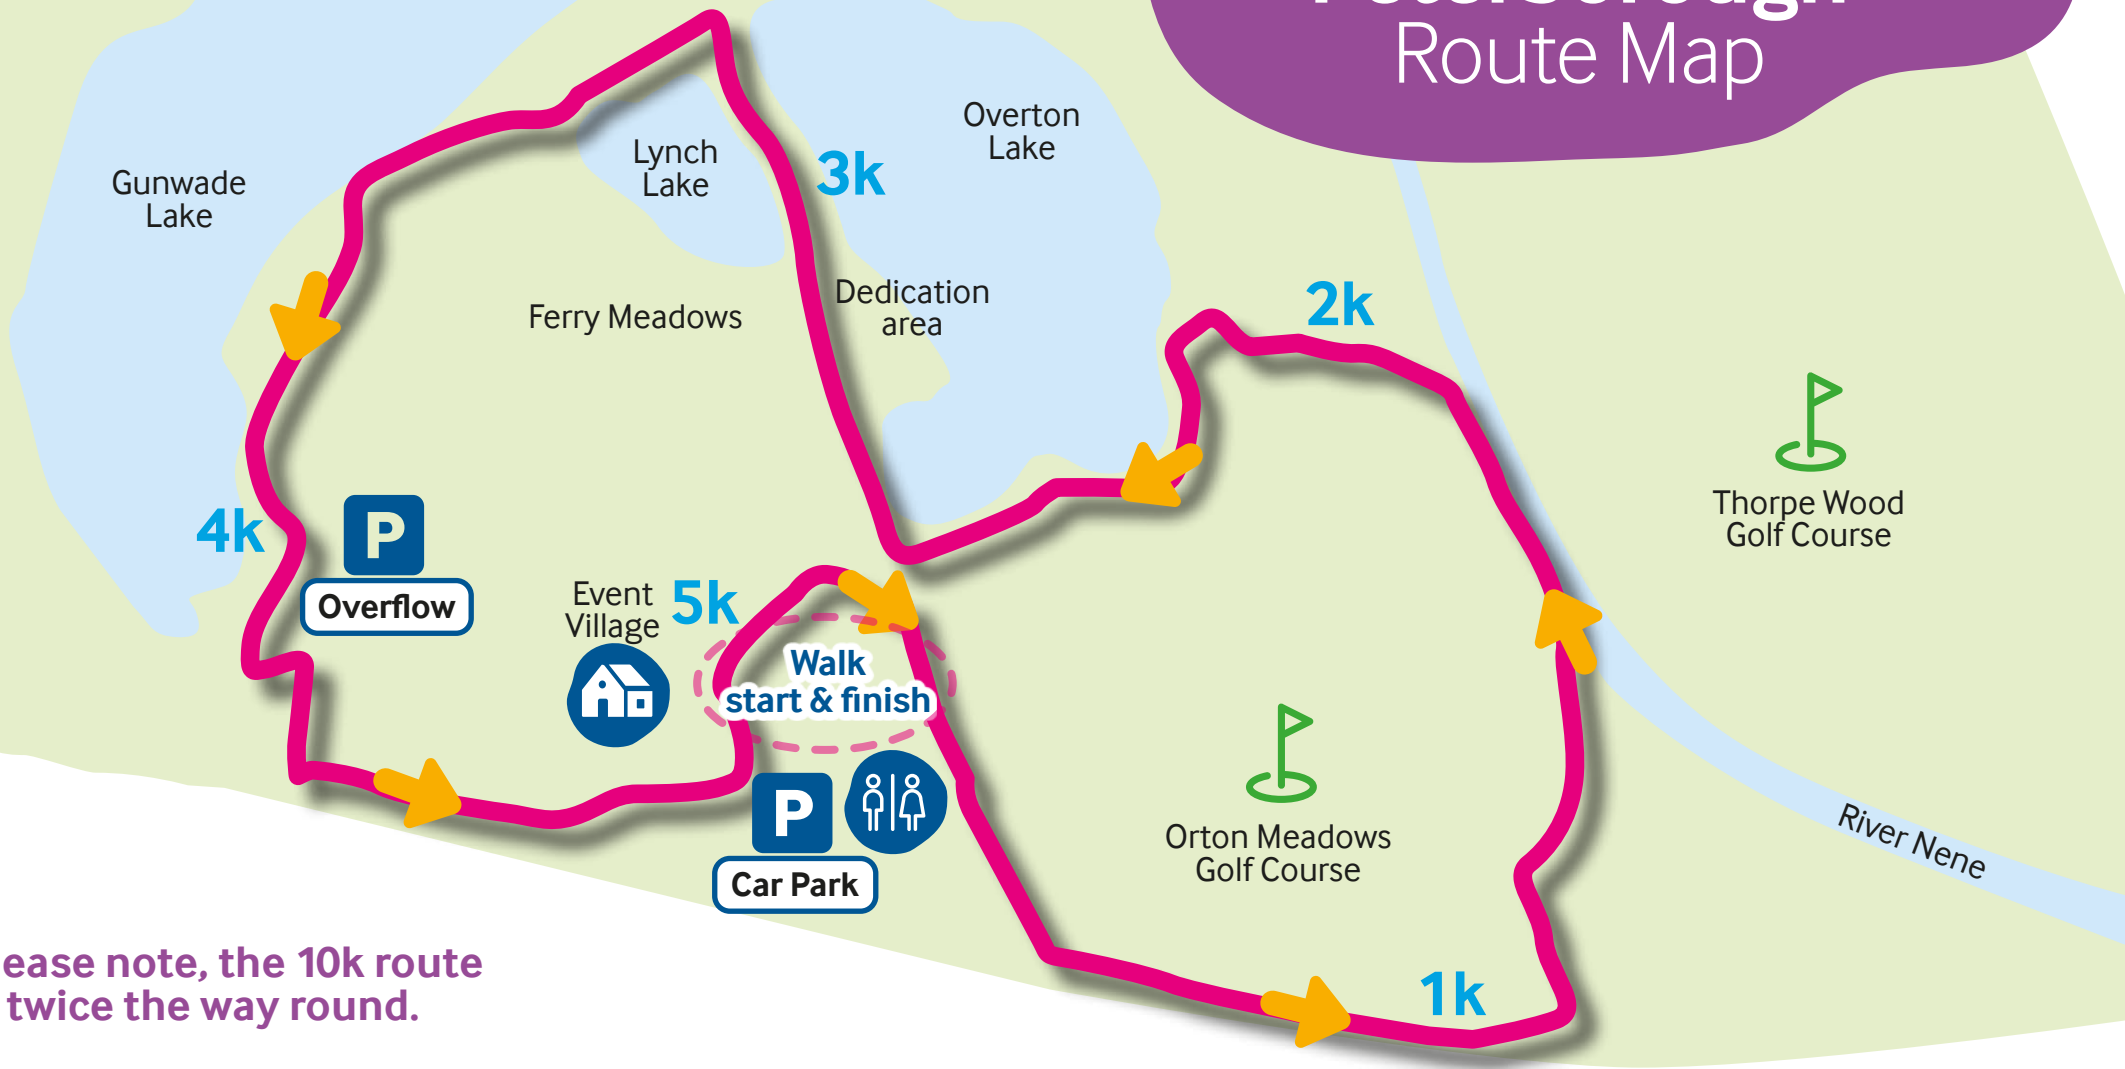 Route Map
Overton
Lake
Lynch
Lake
3k
Gunwade
Lake
Dedication
area
2k
Ferry Meadows
Thorpe Wood
Golf Course
4k
P
Overflow
Event
Village
5k
Walk
start & finish
P
Car Park
Orton Meadows
Golf Course
River Nene
1k
ease note, the 10k route
twice the way round.